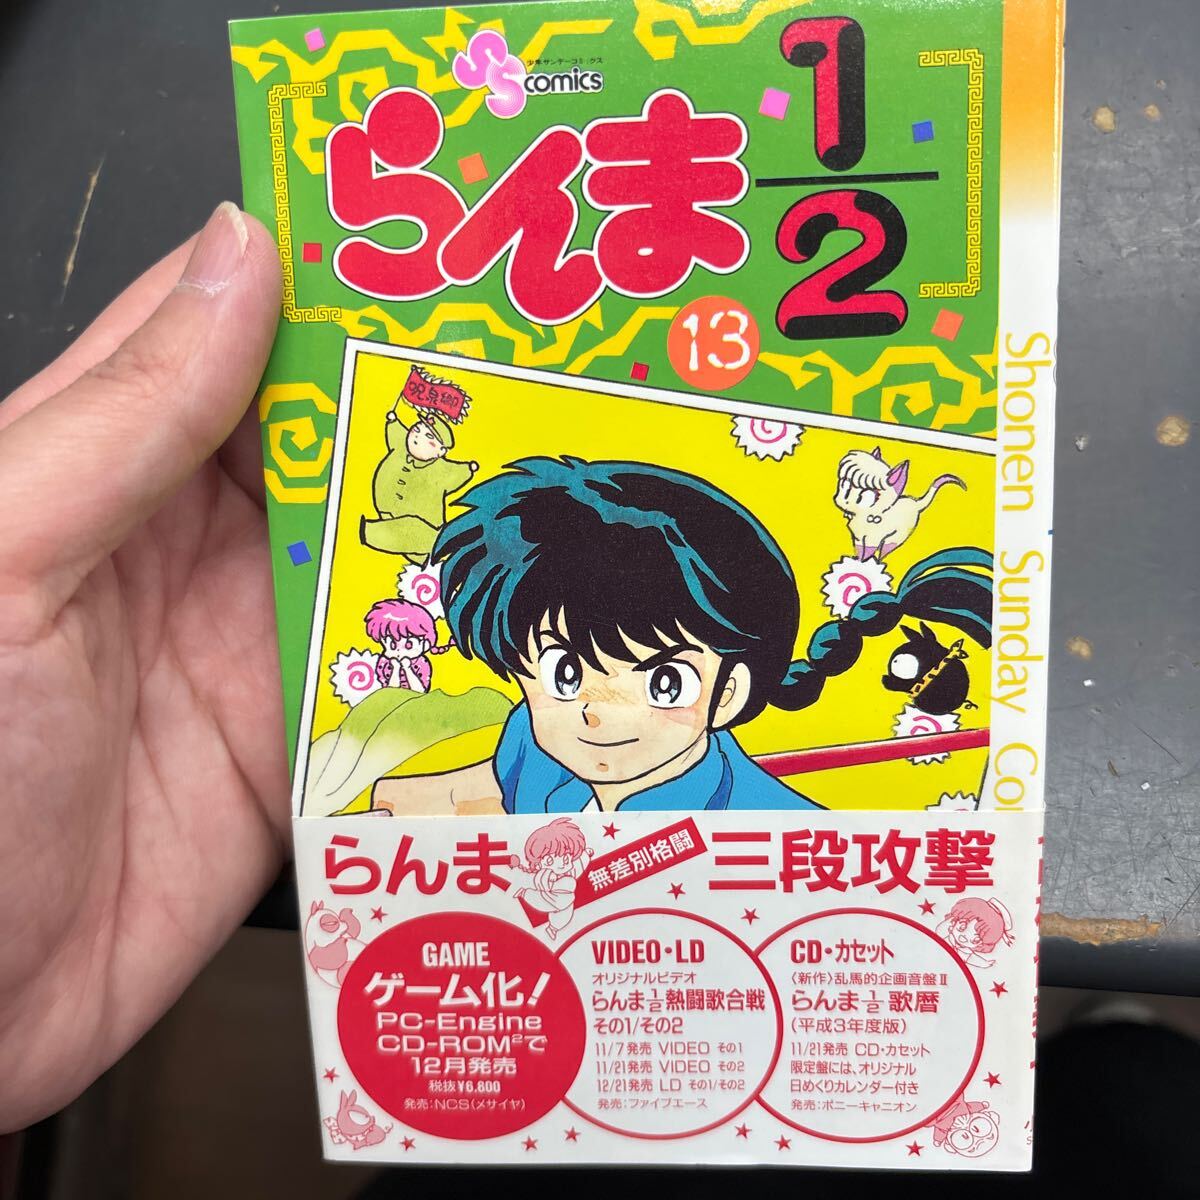 少年サンデーコミックス
SS comics
らんま
1
2
13
呪泉郷
Shonen Sunday Co
らんま
無差別格闘
三段攻撃
GAME
ゲーム化!
PC-Engine
CD-ROM²で
12月発売
税抜¥6,800
発売:NCS(メサイヤ)
VIDEO・LD
オリジナルビデオ
らんま½熱闘歌合戦
その1/その2
11/7発売 VIDEO その1
11/21発売 VIDEO その2
12/21発売 LD その1/その2
発売:ファイブエース
CD・カセット
〈新作〉乱馬的企画音盤Ⅱ
らんま½歌暦
(平成3年度版)
11/21発売 CD・カセット
限定盤には、オリジナル
日めくりカレンダー付き
発売:ポニーキャニオン